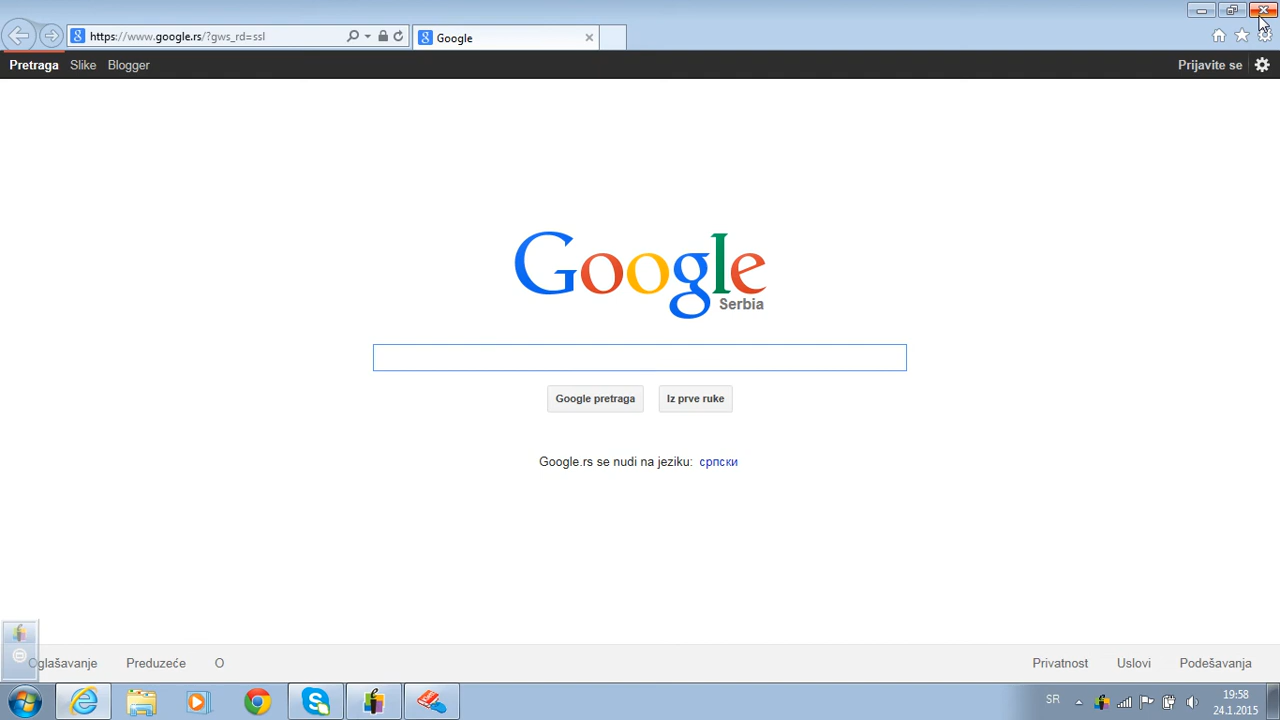 https://www.google.rs/?gws_rd=ssl
Google
Pretraga Slike Blogger Prijavite se
Google
Serbia
Google pretraga Iz prve ruke
Google.rs se nudi na jeziku: српски
Oglašavanje Preduzeće O Privatnost Uslovi Podešavanja
SR
19:58
24.1.2015